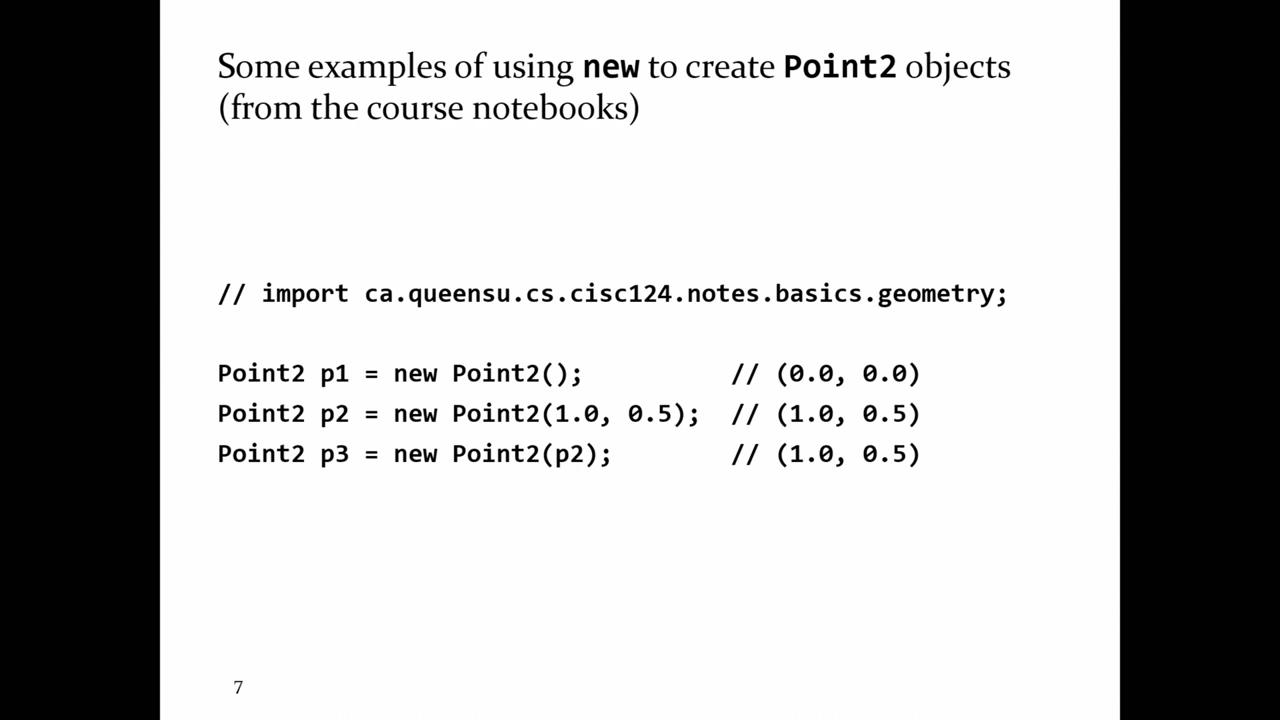 Some examples of using new to create Point2 objects
(from the course notebooks)
// import ca.queensu.cs.cisc124.notes.basics.geometry;
Point2 p1 = new Point2();          // (0.0, 0.0)
Point2 p2 = new Point2(1.0, 0.5);  // (1.0, 0.5)
Point2 p3 = new Point2(p2);        // (1.0, 0.5)
7